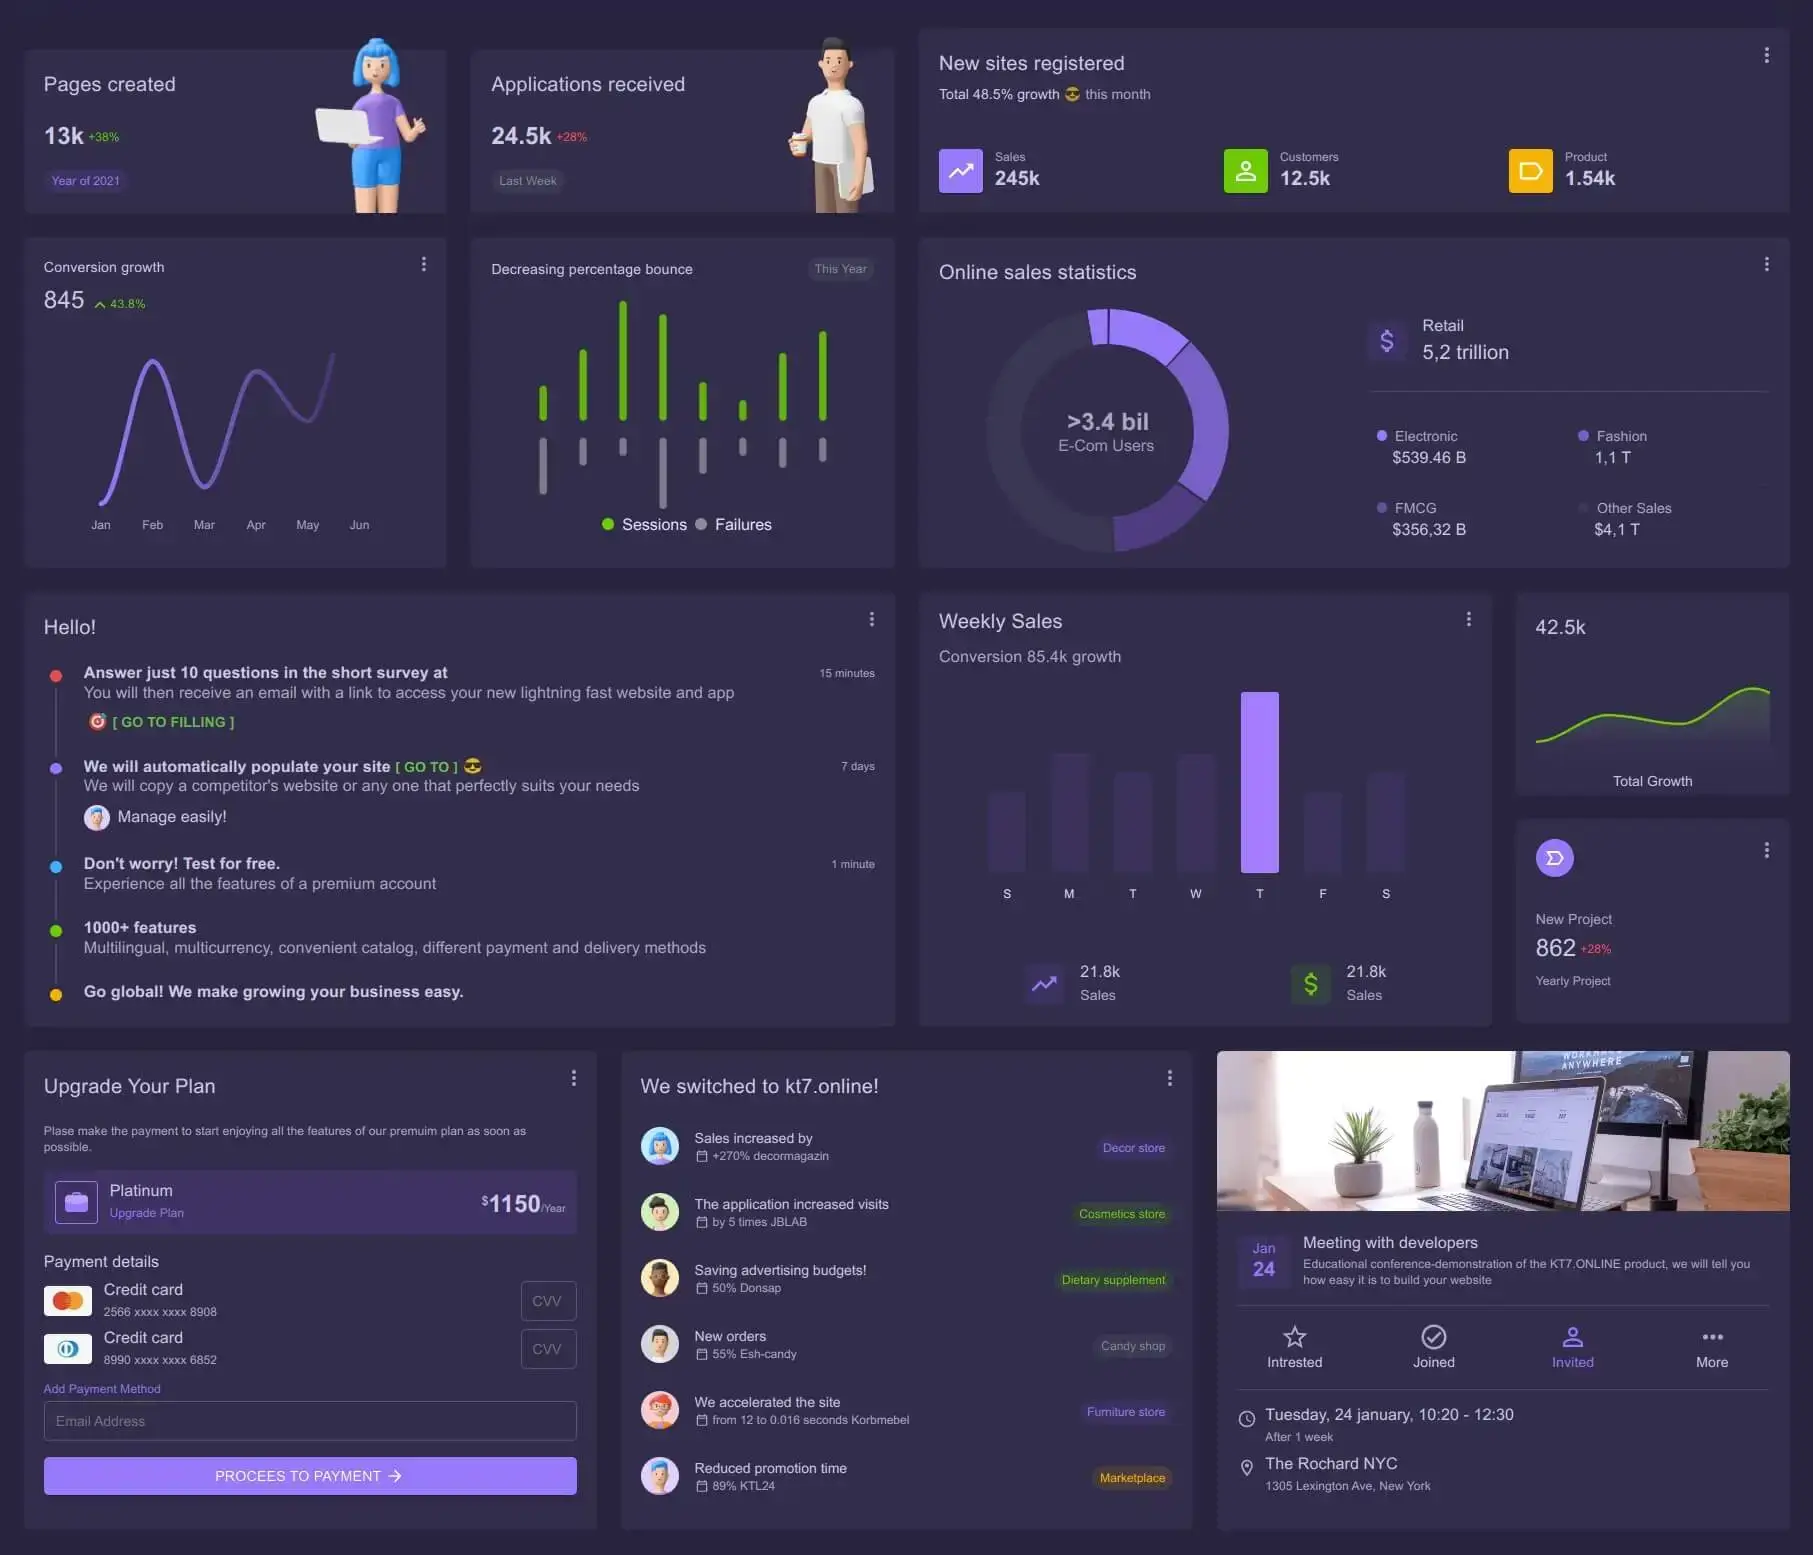 Pages created
13k +38%
Year of 2021
Applications received
24.5k +28%
Last Week
New sites registered
Total 48.5% growth 😎 this month
Sales
245k
Customers
12.5k
Product
1.54k
Conversion growth
845 43.8%
Jan Feb Mar Apr May Jun
Decreasing percentage bounce
This Year
Sessions Failures
Online sales statistics
>3.4 bil
E-Com Users
Retail
5,2 trillion
Electronic
$539.46 B
Fashion
1,1 T
FMCG
$356,32 B
Other Sales
$4,1 T
Hello!
Answer just 10 questions in the short survey at
15 minutes
You will then receive an email with a link to access your new lightning fast website and app
🎯 [ GO TO FILLING ]
We will automatically populate your site [ GO TO ] 😎
7 days
We will copy a competitor's website or any one that perfectly suits your needs
Manage easily!
Don't worry! Test for free.
1 minute
Experience all the features of a premium account
1000+ features
Multilingual, multicurrency, convenient catalog, different payment and delivery methods
Go global! We make growing your business easy.
Weekly Sales
Conversion 85.4k growth
S M T W T F S
21.8k
Sales
21.8k
Sales
42.5k
Total Growth
New Project
862 +28%
Yearly Project
Upgrade Your Plan
Plase make the payment to start enjoying all the features of our premuim plan as soon as
possible.
Platinum
Upgrade Plan
$1150/Year
Payment details
Credit card
2566 xxxx xxxx 8908
CVV
Credit card
8990 xxxx xxxx 6852
CVV
Add Payment Method
Email Address
PROCEES TO PAYMENT →
We switched to kt7.online!
Sales increased by
+270% decormagazin
Decor store
The application increased visits
by 5 times JBLAB
Cosmetics store
Saving advertising budgets!
50% Donsap
Dietary supplement
New orders
55% Esh-candy
Candy shop
We accelerated the site
from 12 to 0.016 seconds Korbmebel
Furniture store
Reduced promotion time
89% KTL24
Marketplace
ANYWHERE
Jan
24
Meeting with developers
Educational conference-demonstration of the KT7.ONLINE product, we will tell you
how easy it is to build your website
Intrested
Joined
Invited
More
Tuesday, 24 january, 10:20 - 12:30
After 1 week
The Rochard NYC
1305 Lexington Ave, New York